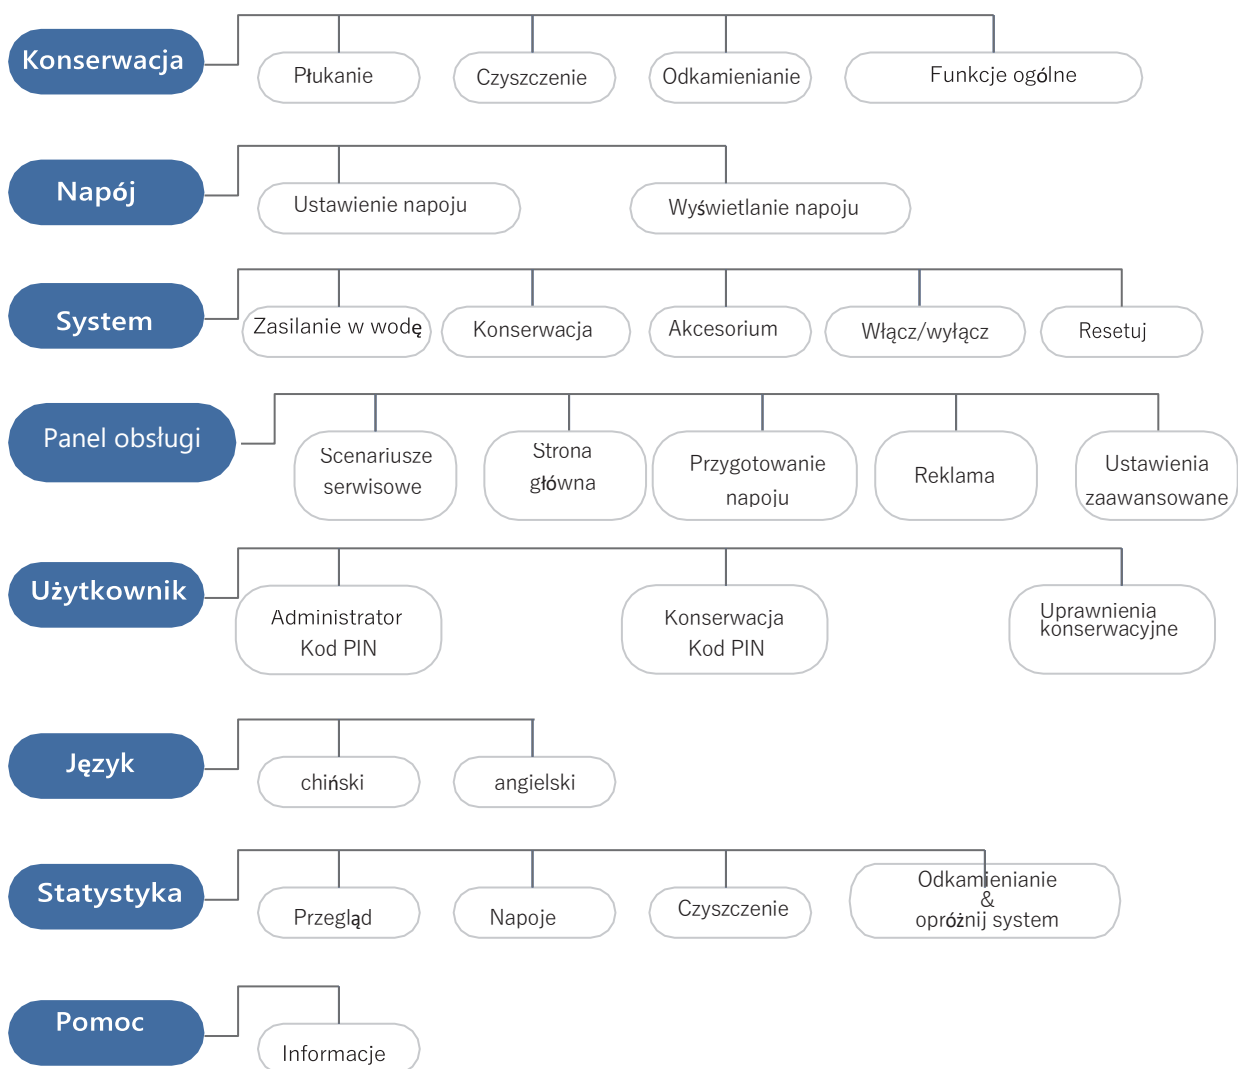 Konserwacja
Płukanie
Czyszczenie
Odkamienianie
Funkcje ogólne
Napój
Ustawienie napoju
Wyświetlanie napoju
System
Zasilanie w wodę
Konserwacja
Akcesorium
Włącz/wyłącz
Resetuj
Panel obsługi
Scenariusze
serwisowe
Strona
główna
Przygotowanie
napoju
Reklama
Ustawienia
zaawansowane
Użytkownik
Administrator
Kod PIN
Konserwacja
Kod PIN
Uprawnienia
konserwacyjne
Język
chiński
angielski
Statystyka
Przegląd
Napoje
Czyszczenie
Odkamienianie
&
opróżnij system
Pomoc
Informacje